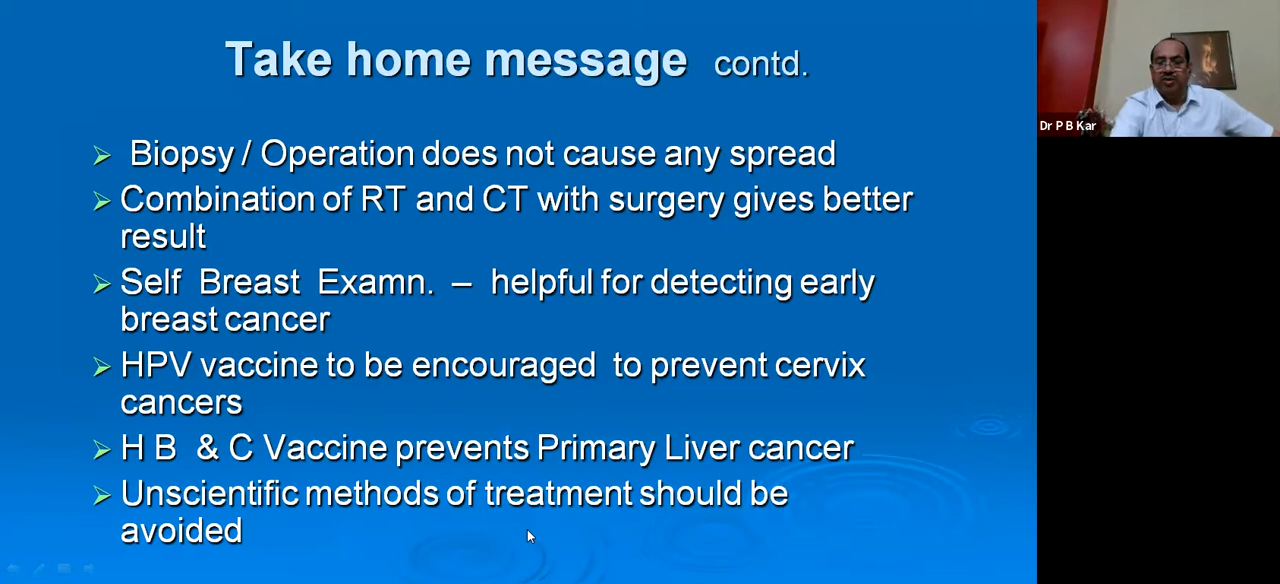 Take home message contd.
Biopsy / Operation does not cause any spread
Combination of RT and CT with surgery gives better
result
Self Breast Examn. – helpful for detecting early
breast cancer
HPV vaccine to be encouraged to prevent cervix
cancers
H B & C Vaccine prevents Primary Liver cancer
Unscientific methods of treatment should be
avoided
Dr P B Kar